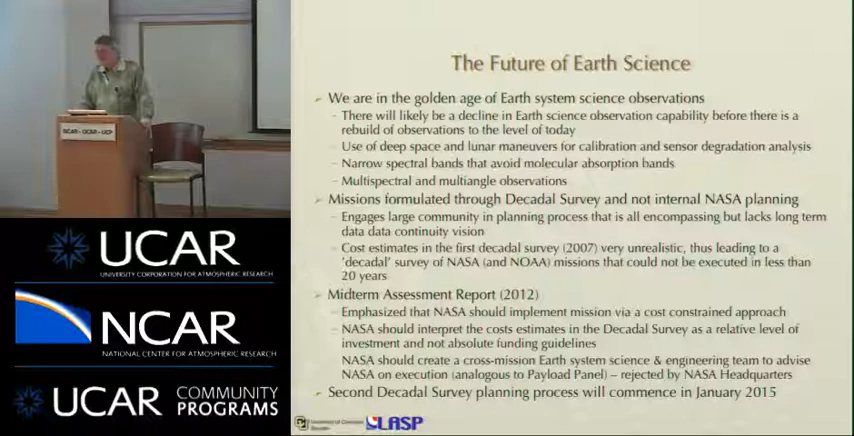 The Future of Earth Science
We are in the golden age of Earth system science observations
There will likely be a decline in Earth science observation capability before there is a
rebuild of observations to the level of today
Use of deep space and lunar maneuvers for calibration and sensor degradation analysis
Narrow spectral bands that avoid molecular absorption bands
Multispectral and multiangle observations
Missions formulated through Decadal Survey and not internal NASA planning
Engages large community in planning process that is all encompassing but lacks long term
data data continuity vision
Cost estimates in the first decadal survey (2007) very unrealistic, thus leading to a
'decadal' survey of NASA (and NOAA) missions that could not be executed in less than
20 years
Midterm Assessment Report (2012)
Emphasized that NASA should implement mission via a cost constrained approach
NASA should interpret the costs estimates in the Decadal Survey as a relative level of
investment and not absolute funding guidelines
NASA should create a cross-mission Earth system science & engineering team to advise
NASA on execution (analogous to Payload Panel) – rejected by NASA Headquarters
Second Decadal Survey planning process will commence in January 2015
University of Colorado
Boulder
LASP
NCAR - UCAR - UCP
UCAR
UNIVERSITY CORPORATION FOR ATMOSPHERIC RESEARCH
NCAR
NATIONAL CENTER FOR ATMOSPHERIC RESEARCH
UCAR
COMMUNITY
PROGRAMS